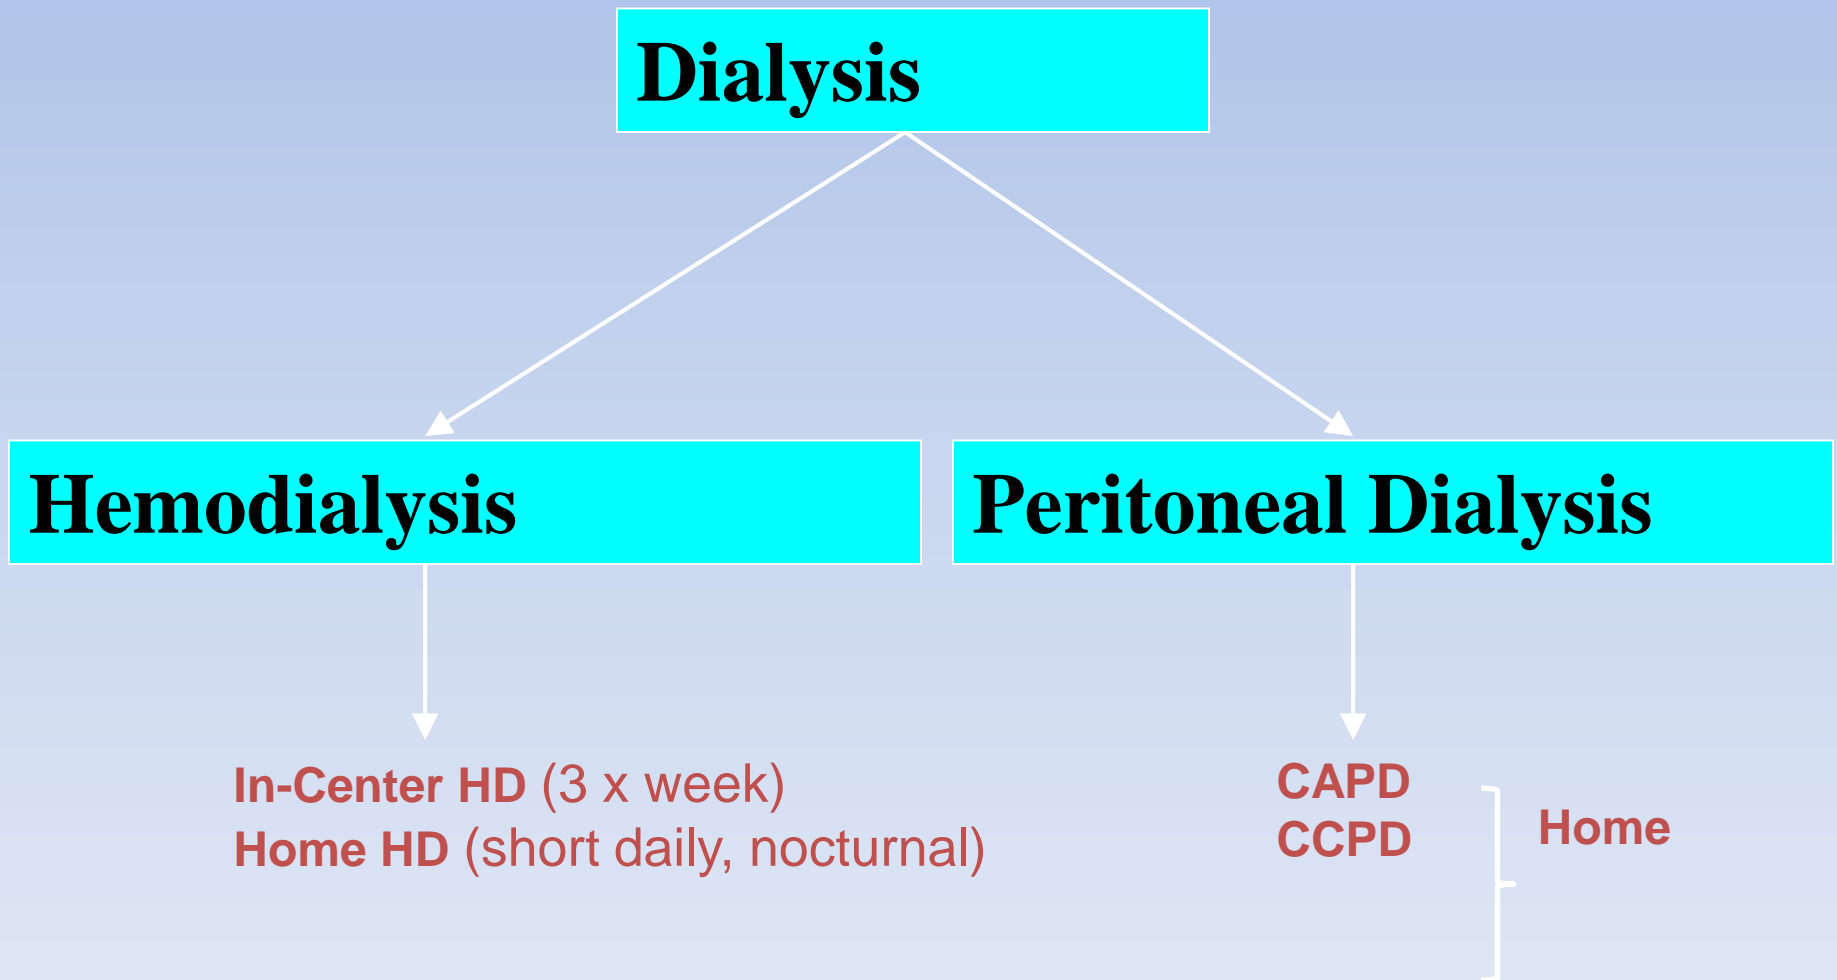 Dialysis
Hemodialysis
Peritoneal Dialysis
In-Center HD (3 x week)
Home HD (short daily, nocturnal)
CAPD
CCPD
Home